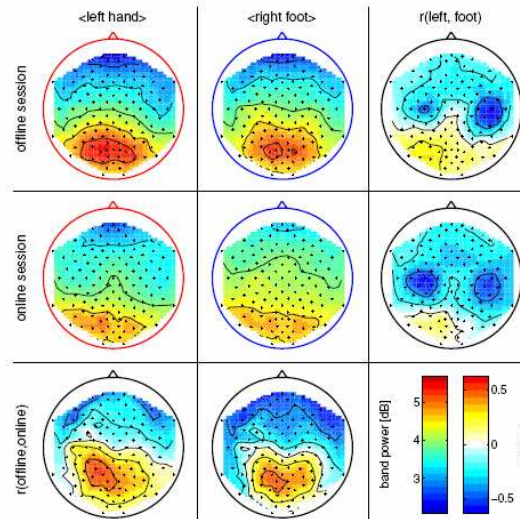 <left hand>
<right foot>
r(left, foot)
offline session
online session
r(offline,online)
band power [dB]
5
4
3
0.5
0
−0.5